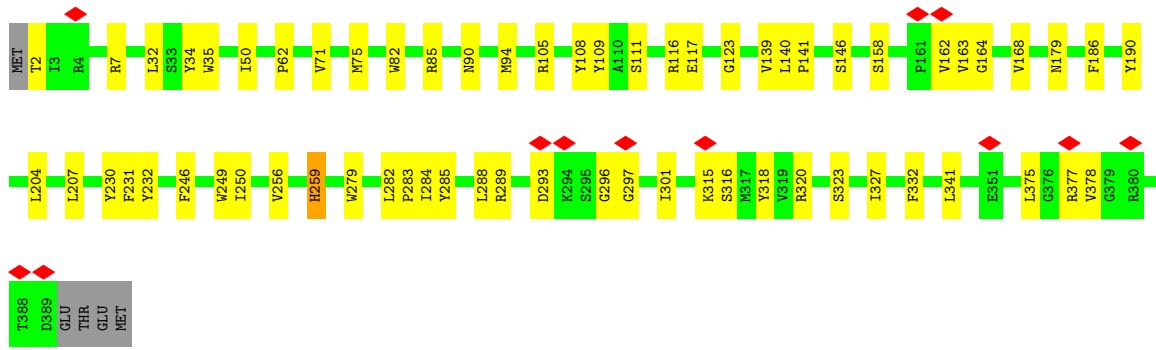 MET T2 I3 R4 R7 L32 S33 Y34 W35 I50 P62 V71 M75 W82 R85 N90 M94 R105 Y108 Y109 A110 S111 R116 E117 G123 V139 L140 P141 S146 S158 P161 V162 V163 G164 V168 N179 F186 Y190
L204 L207 Y230 F231 Y232 F246 W249 I250 V256 H259 W279 L282 P283 I284 Y285 L288 R289 D293 K294 S295 G296 G297 I301 K315 S316 M317 Y318 V319 R320 S323 I327 F332 L341 E351 L375 G376 R377 V378 G379 R380
T388 D389 GLU THR GLU MET